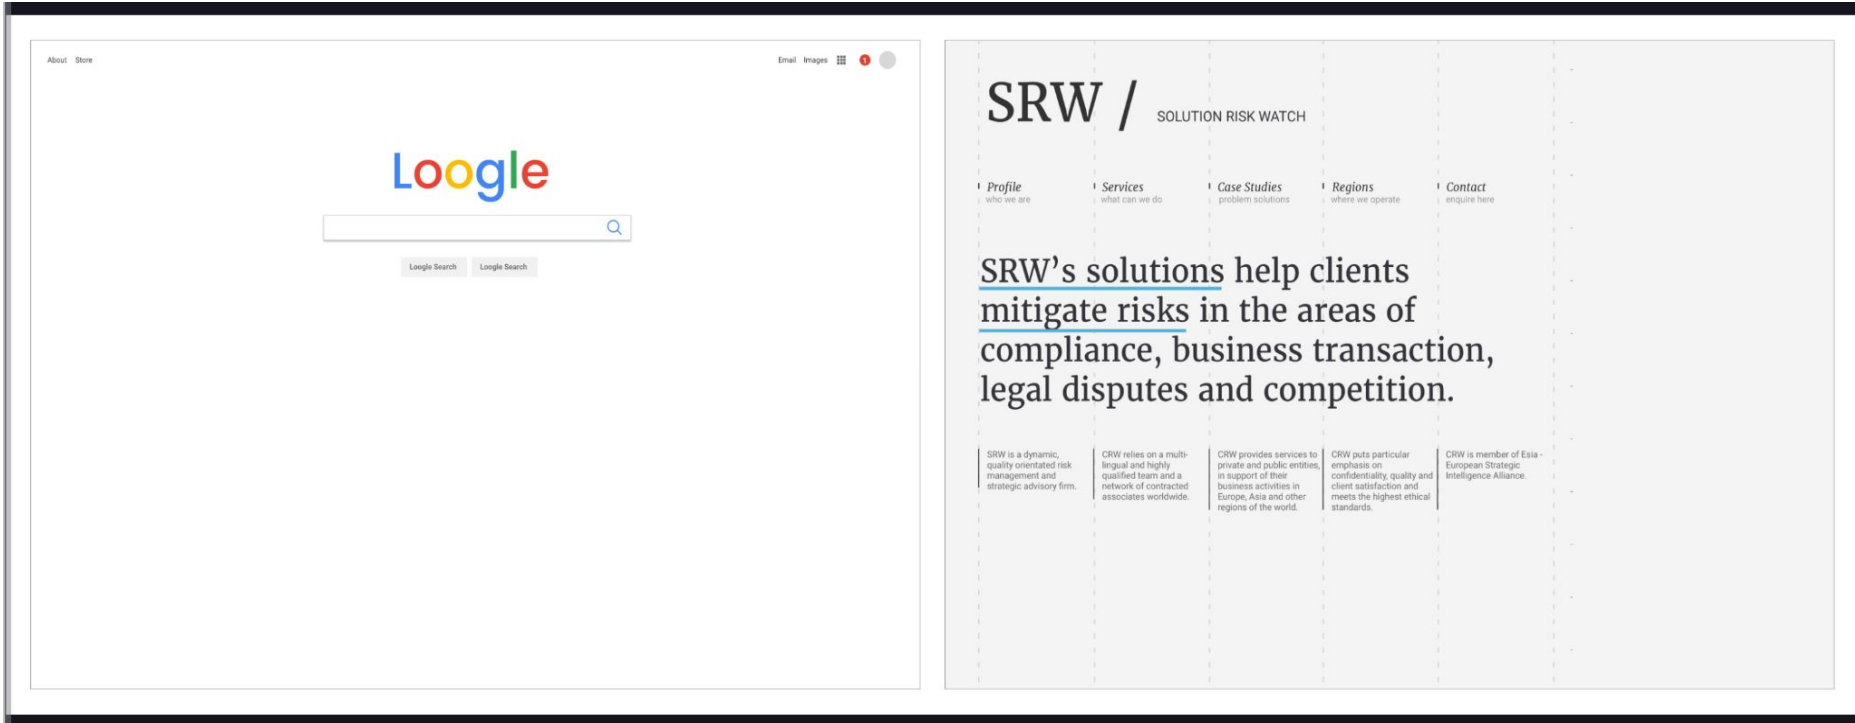 About Store
Email Images 1
Loogle
Loogle Search Loogle Search
SRW / SOLUTION RISK WATCH
Profile
who we are
Services
what can we do
Case Studies
problem solutions
Regions
where we operate
Contact
enquire here
SRW’s solutions help clients
mitigate risks in the areas of
compliance, business transaction,
legal disputes and competition.
SRW is a dynamic,
quality orientated risk
management and
strategic advisory firm.
CRW relies on a multi-
lingual and highly
qualified team and a
network of contracted
associates worldwide.
CRW provides services to
private and public entities,
in support of their
business activities in
Europe, Asia and other
regions of the world.
CRW puts particular
emphasis on
confidentiality, quality and
client satisfaction and
meets the highest ethical
standards.
CRW is member of Esia -
European Strategic
Intelligence Alliance.